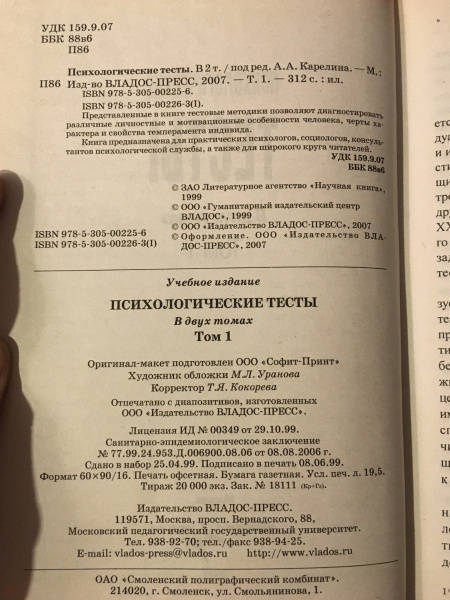 УДК 159.9.07
ББК 88в6
П86
Психологические тесты. В 2 т. / под ред. А.А. Карелина. — М.:
П86 Изд-во ВЛАДОС-ПРЕСС, 2007. — Т. 1. — 312 с. : ил.
ISBN 978-5-305-00225-6.
ISBN 978-5-305-00226-3(I).
Представленные в книге тестовые методики позволяют диагностировать
различные личностные и мотивационные особенности человека, черты ха-
рактера и свойства темперамента индивида.
Книга предназначена для практических психологов, социологов, консуль-
тантов психологической службы, а также для широкого круга читателей.
УДК 159.9.07
ББК 88в6
© ЗАО Литературное агентство «Научная книга»,
1999
© ООО «Гуманитарный издательский центр
ВЛАДОС», 1999
© ООО «Издательство ВЛАДОС-ПРЕСС», 2007
ISBN 978-5-305-00225-6 © Оформление. ООО «Издательство ВЛА-
ISBN 978-5-305-00226-3(I) ДОС-ПРЕСС», 2007
Учебное издание
ПСИХОЛОГИЧЕСКИЕ ТЕСТЫ
В двух томах
Том 1
Оригинал-макет подготовлен ООО «Софит-Принт»
Художник обложки М.Л. Уранова
Корректор Т.Я. Кокорева
Отпечатано с диапозитивов, изготовленных
ООО «Издательство ВЛАДОС-ПРЕСС».
Лицензия ИД № 00349 от 29.10.99.
Санитарно-эпидемиологическое заключение
№ 77.99.24.953.Д.006900.08.06 от 08.08.2006 г.
Сдано в набор 25.04.99. Подписано в печать 08.06.99.
Формат 60×90/16. Печать офсетная. Бумага газетная. Усл. печ. л. 19,5.
Тираж 20 000 экз. Зак. № 18111 (Кр+Гз).
Издательство ВЛАДОС-ПРЕСС.
119571, Москва, просп. Вернадского, 88,
Московский педагогический государственный университет.
Тел. 938-92-70; тел./факс 938-94-25.
E-mail: vlados-press@vlados.ru http://www.vlados.ru
ОАО «Смоленский полиграфический комбинат».
214020, г. Смоленск, ул. Смольянинова, 1.